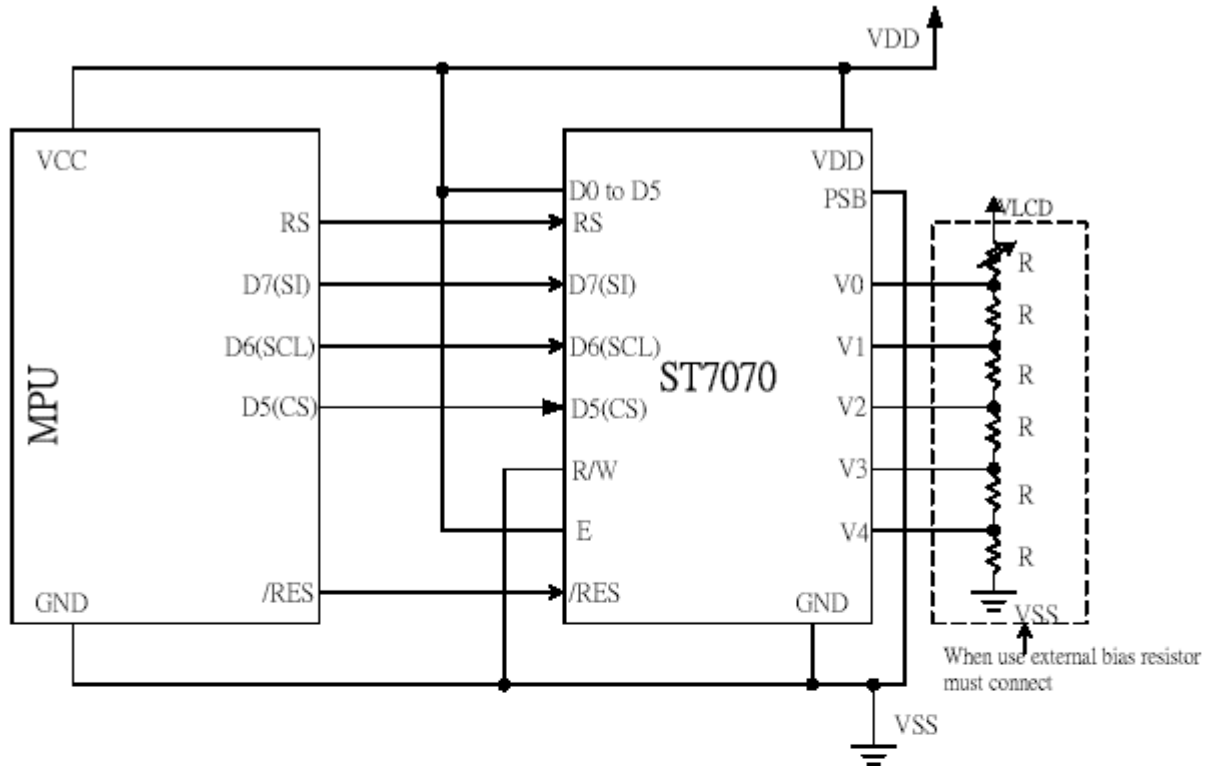 VDD
VCC
RS
D7(SI)
D6(SCL)
D5(CS)
MPU
GND
/RES
D0 to D5
RS
D7(SI)
D6(SCL)
D5(CS)
R/W
E
/RES
ST7070
VDD
PSB
V0
V1
V2
V3
V4
GND
VLCD
R
R
R
R
R
R
VSS
When use external bias resistor
must connect
VSS